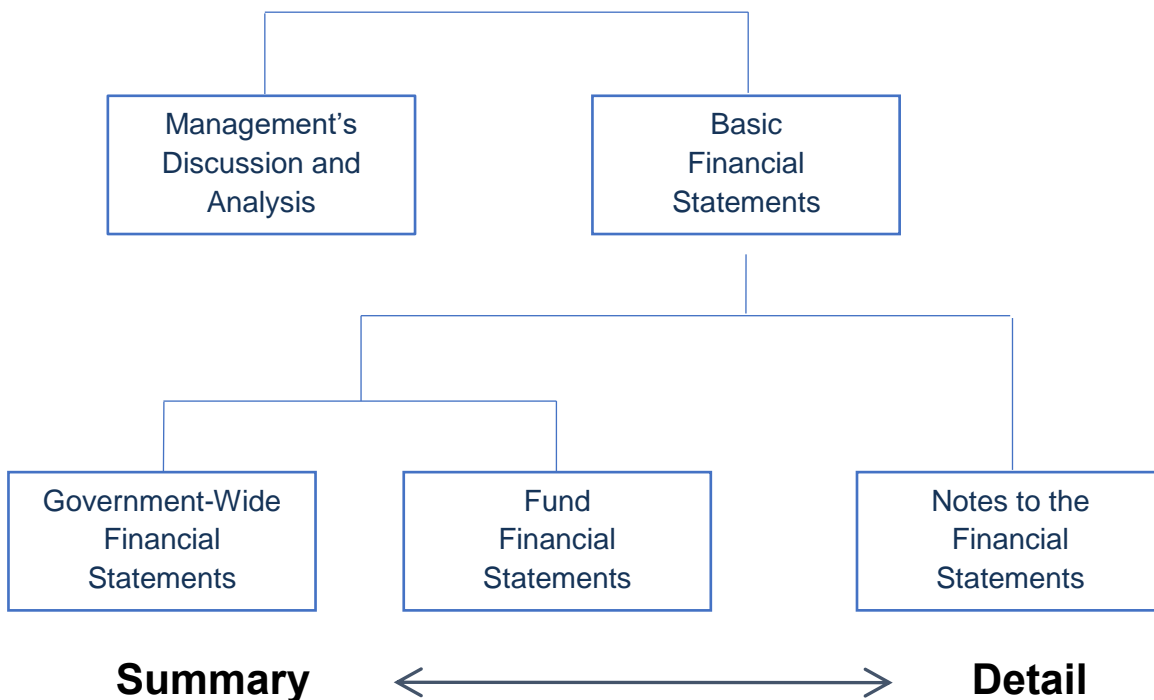 Management’s
Discussion and
Analysis
Basic
Financial
Statements
Government-Wide
Financial
Statements
Fund
Financial
Statements
Notes to the
Financial
Statements
Summary
Detail